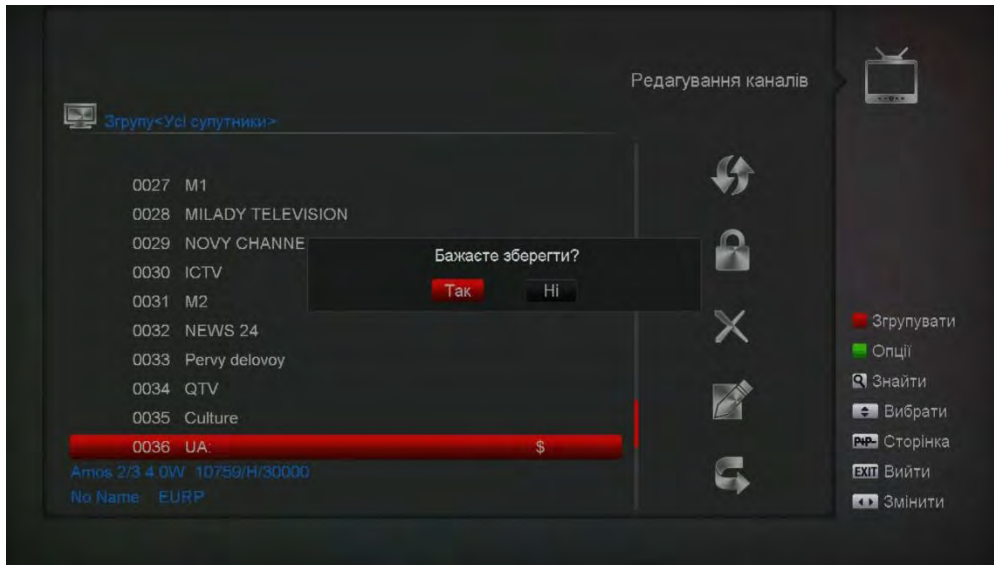 Редагування каналів
Згрупу<Усі супутники>
0027 M1
0028 MILADY TELEVISION
0029 NOVY CHANNE
0030 ICTV
0031 M2
0032 NEWS 24
0033 Pervy delovoy
0034 QTV
0035 Culture
0036 UA: $
Amos 2/3 4.0W 10759/H/30000
No Name EURP
Бажаєте зберегти?
Так Ні
Згрупувати
Опції
Знайти
Вибрати
P+P- Сторінка
EXIT Вийти
Змінити